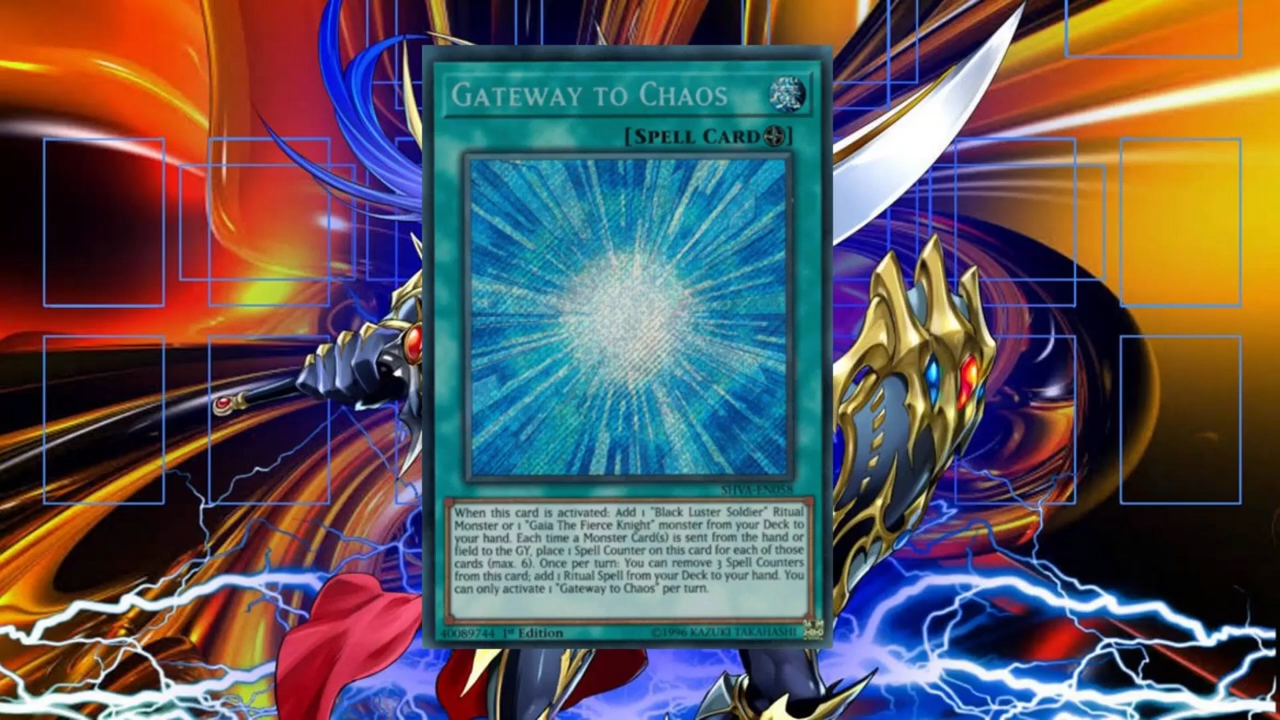 GATEWAY TO CHAOS
[SPELL CARD]
SHVA-EN058
When this card is activated: Add 1 "Black Luster Soldier" Ritual
Monster or 1 "Gaia The Fierce Knight" monster from your Deck to
your hand. Each time a Monster Card(s) is sent from the hand or
field to the GY, place 1 Spell Counter on this card for each of those
cards (max. 6). Once per turn: You can remove 3 Spell Counters
from this card; add 1 Ritual Spell from your Deck to your hand. You
can only activate 1 "Gateway to Chaos" per turn.
40089744 1st Edition ©1996 KAZUKI TAKAHASHI